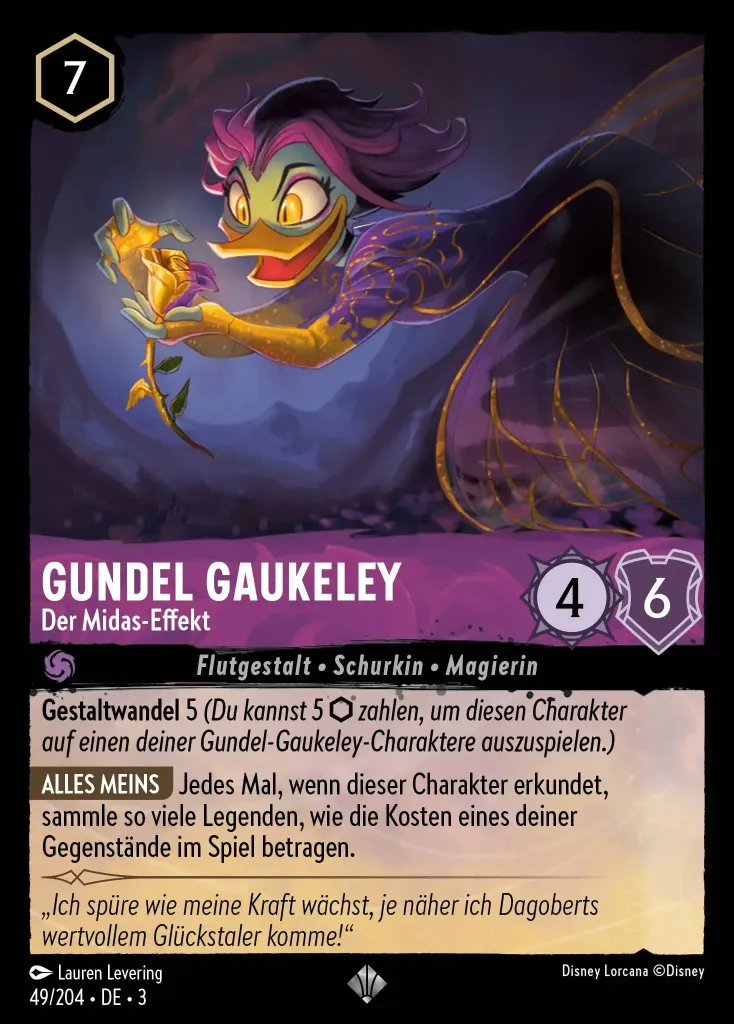 7
GUNDEL GAUKELEY
Der Midas-Effekt
4
6
Flutgestalt • Schurkin • Magierin
Gestaltwandel 5 (Du kannst 5 ⬡ zahlen, um diesen Charakter
auf einen deiner Gundel-Gaukeley-Charaktere auszuspielen.)
ALLES MEINS Jedes Mal, wenn dieser Charakter erkundet,
sammle so viele Legenden, wie die Kosten eines deiner
Gegenstände im Spiel betragen.
„Ich spüre wie meine Kraft wächst, je näher ich Dagoberts
wertvollem Glückstaler komme!“
Lauren Levering
Disney Lorcana ©Disney
49/204 • DE • 3